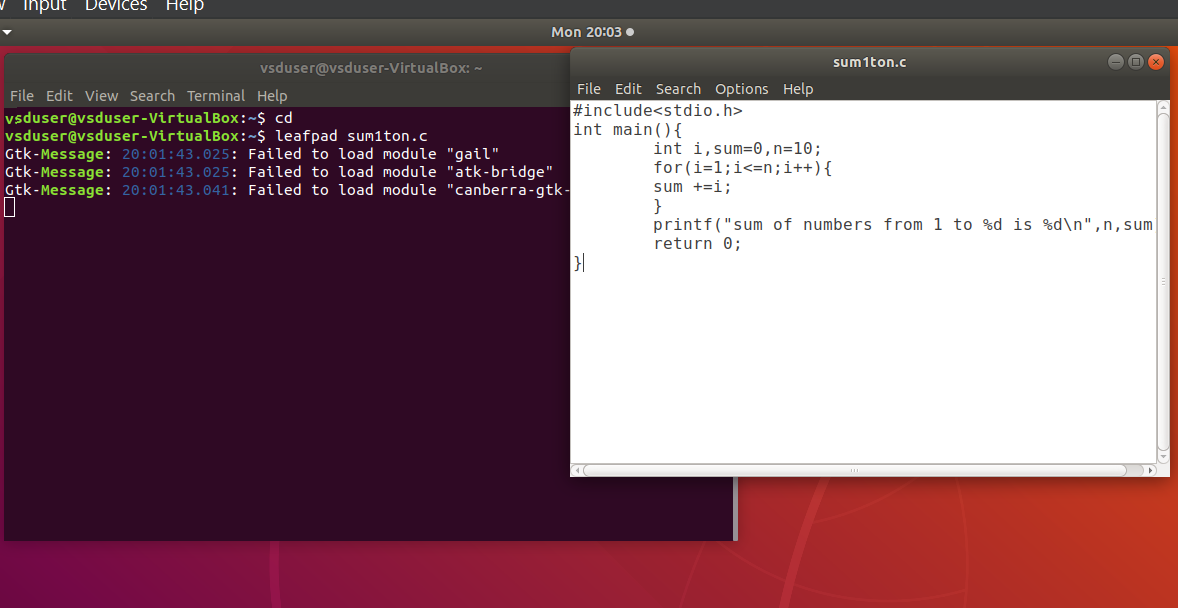 Input Devices Help
Mon 20:03
vsduser@vsduser-VirtualBox: ~
File Edit View Search Terminal Help
vsduser@vsduser-VirtualBox:~$ cd
vsduser@vsduser-VirtualBox:~$ leafpad sum1ton.c
Gtk-Message: 20:01:43.025: Failed to load module "gail"
Gtk-Message: 20:01:43.025: Failed to load module "atk-bridge"
Gtk-Message: 20:01:43.041: Failed to load module "canberra-gtk-
sum1ton.c
File Edit Search Options Help
#include<stdio.h>
int main(){
int i,sum=0,n=10;
for(i=1;i<=n;i++){
sum +=i;
}
printf("sum of numbers from 1 to %d is %d\n",n,sum
return 0;
}